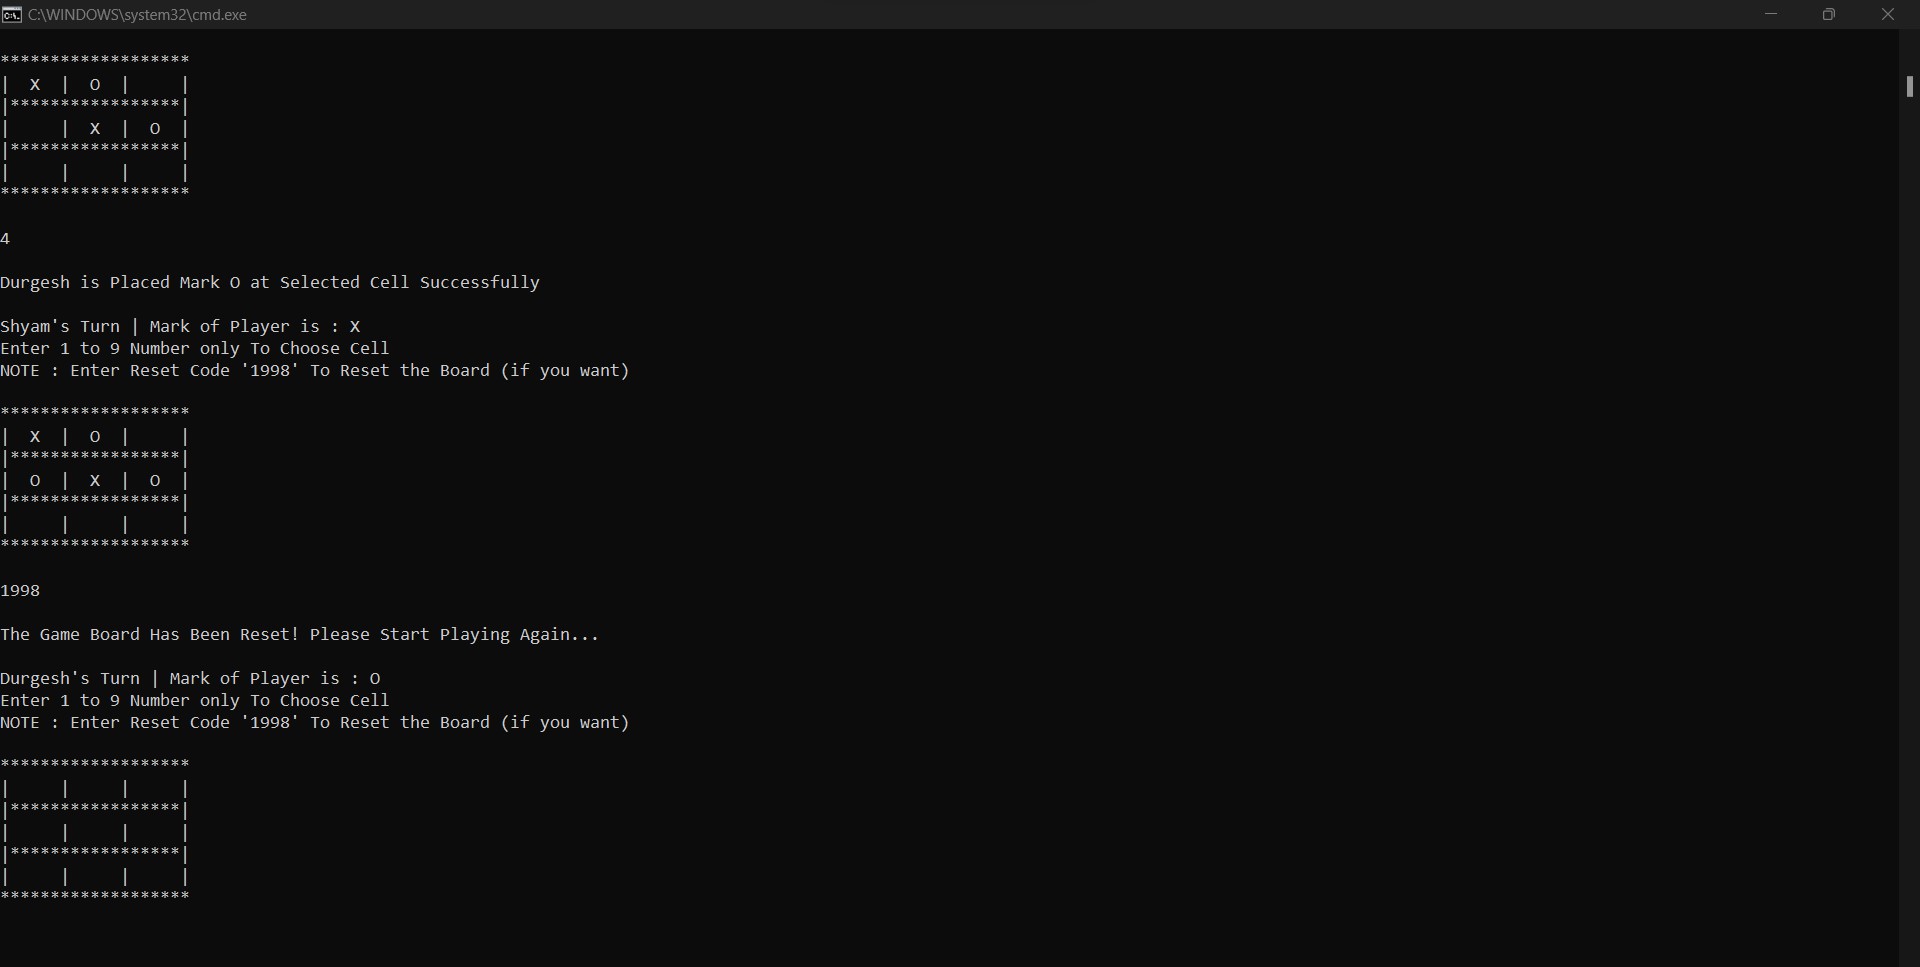 C:\WINDOWS\system32\cmd.exe
*******************
|  X  |  O  |     |
|*****************|
|     |  X  |  O  |
|*****************|
|     |     |     |
*******************
4
Durgesh is Placed Mark O at Selected Cell Successfully
Shyam's Turn | Mark of Player is : X
Enter 1 to 9 Number only To Choose Cell
NOTE : Enter Reset Code '1998' To Reset the Board (if you want)
*******************
|  X  |  O  |     |
|*****************|
|  O  |  X  |  O  |
|*****************|
|     |     |     |
*******************
1998
The Game Board Has Been Reset! Please Start Playing Again...
Durgesh's Turn | Mark of Player is : O
Enter 1 to 9 Number only To Choose Cell
NOTE : Enter Reset Code '1998' To Reset the Board (if you want)
*******************
|     |     |     |
|*****************|
|     |     |     |
|*****************|
|     |     |     |
*******************